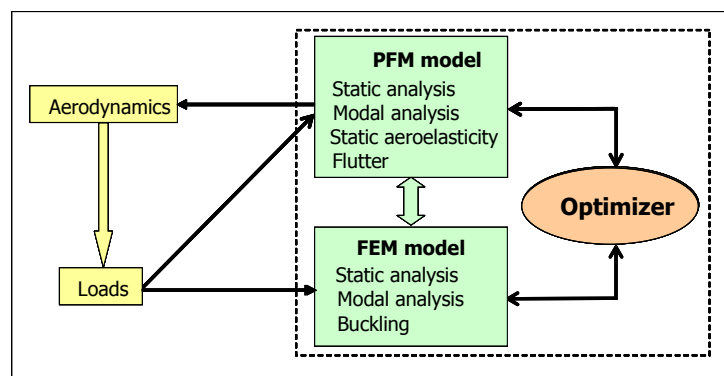 PFM model
Static analysis
Modal analysis
Static aeroelasticity
Flutter
Aerodynamics
Optimizer
FEM model
Static analysis
Modal analysis
Buckling
Loads